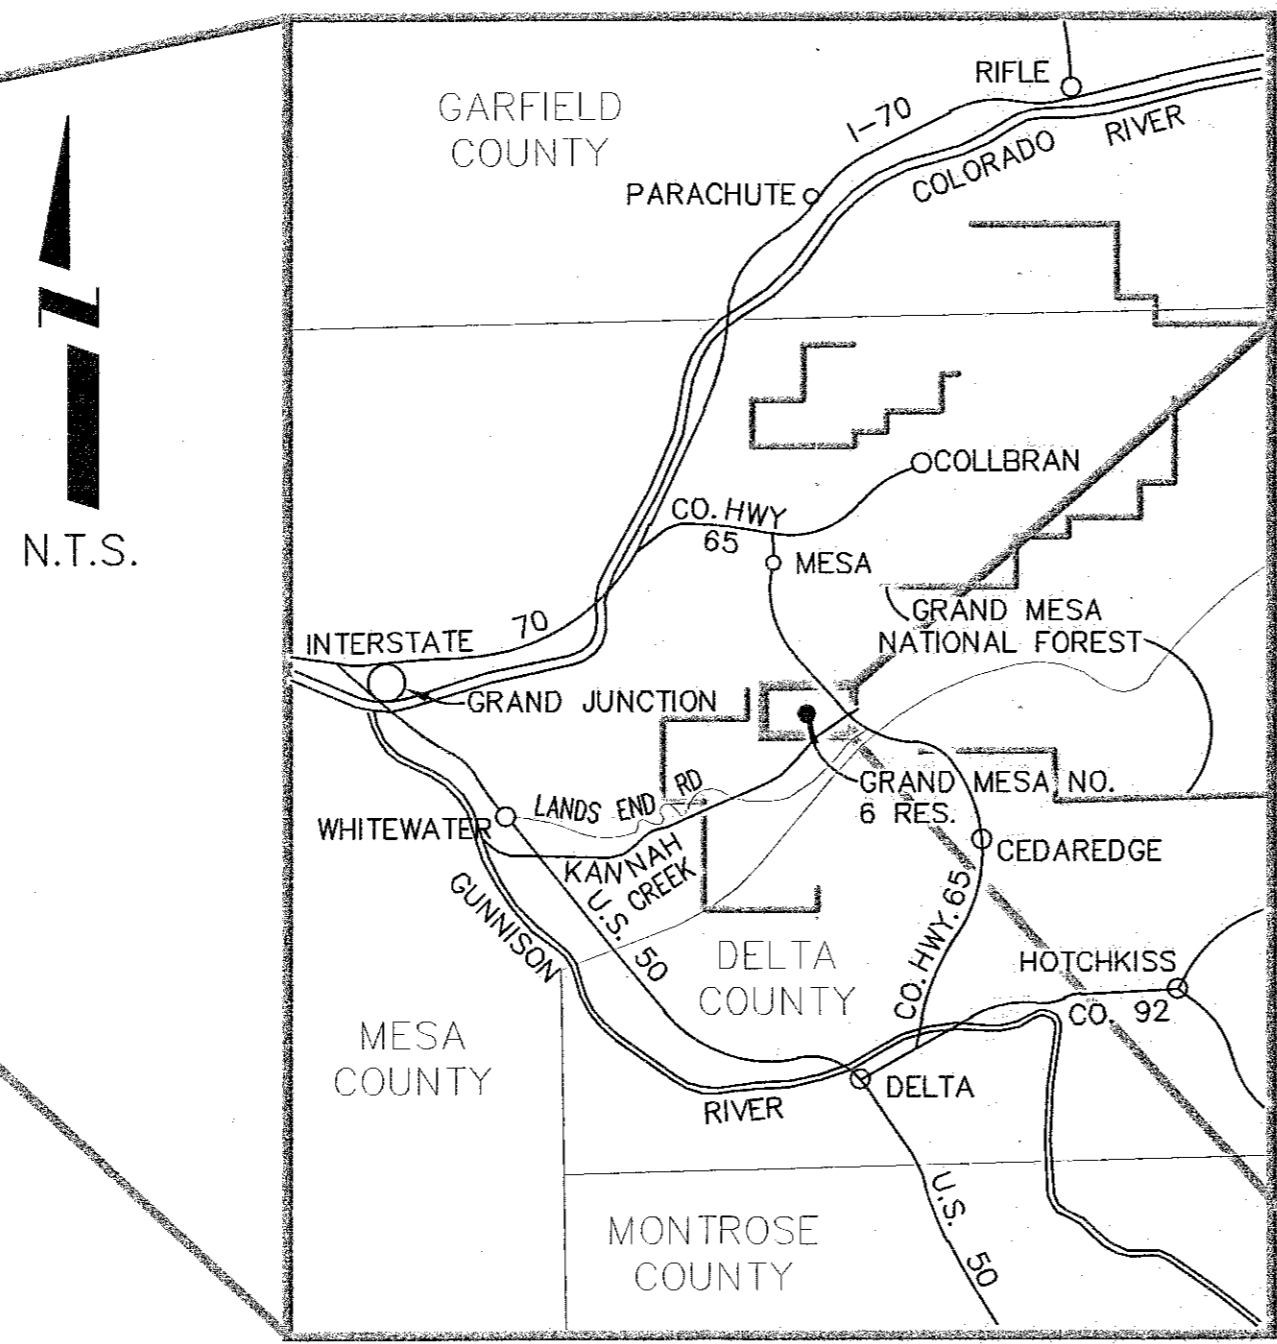 RIFLE
GARFIELD
COUNTY
I-70
COLORADO RIVER
PARACHUTE
COLLBRAN
CO. HWY
65
MESA
N.T.S.
GRAND MESA
NATIONAL FOREST
INTERSTATE 70
GRAND JUNCTION
GRAND MESA NO.
6 RES.
LANDS END RD
WHITEWATER
CEDAREDGE
KANNAH
CREEK
U.S. 50
GUNNISON
CO. HWY. 65
DELTA
COUNTY
HOTCHKISS
CO. 92
MESA
COUNTY
DELTA
RIVER
U.S. 50
MONTROSE
COUNTY